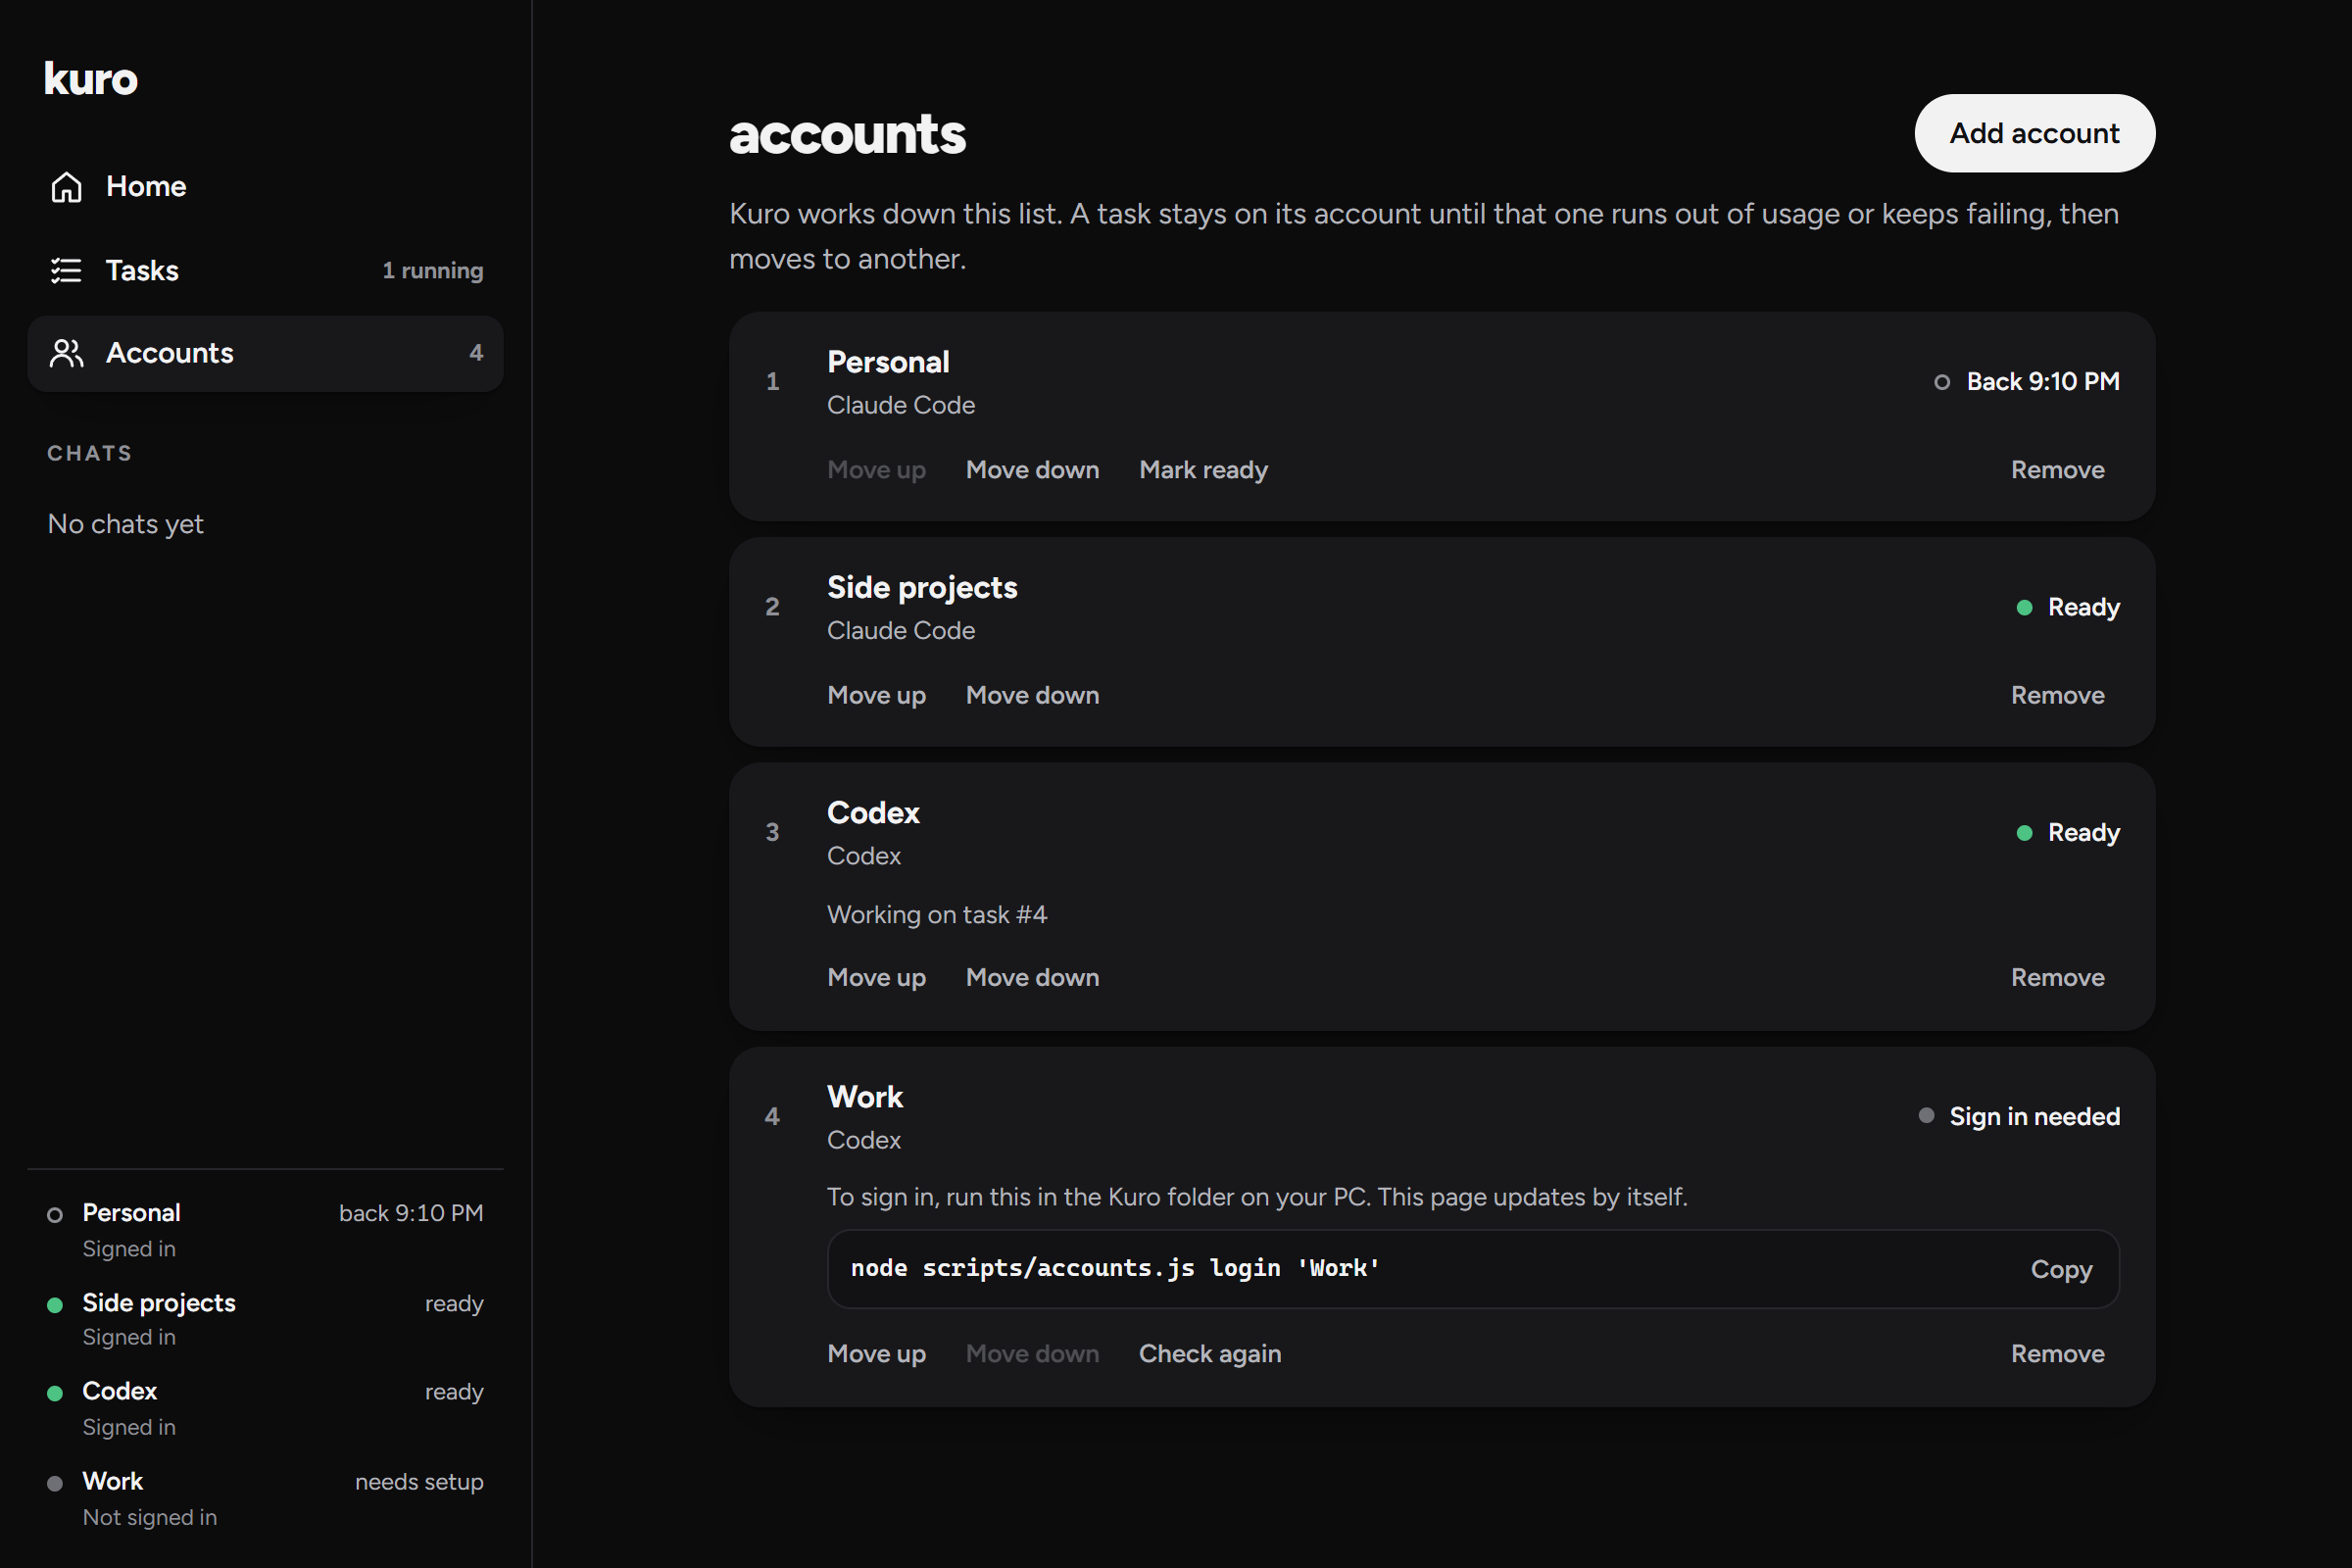 kuro
Home
Tasks 1 running
Accounts 4
CHATS
No chats yet
Personal back 9:10 PM
Signed in
Side projects ready
Signed in
Codex ready
Signed in
Work needs setup
Not signed in
accounts
Add account
Kuro works down this list. A task stays on its account until that one runs out of usage or keeps failing, then
moves to another.
1 Personal Back 9:10 PM
Claude Code
Move up Move down Mark ready Remove
2 Side projects Ready
Claude Code
Move up Move down Remove
3 Codex Ready
Codex
Working on task #4
Move up Move down Remove
4 Work Sign in needed
Codex
To sign in, run this in the Kuro folder on your PC. This page updates by itself.
node scripts/accounts.js login 'Work' Copy
Move up Move down Check again Remove